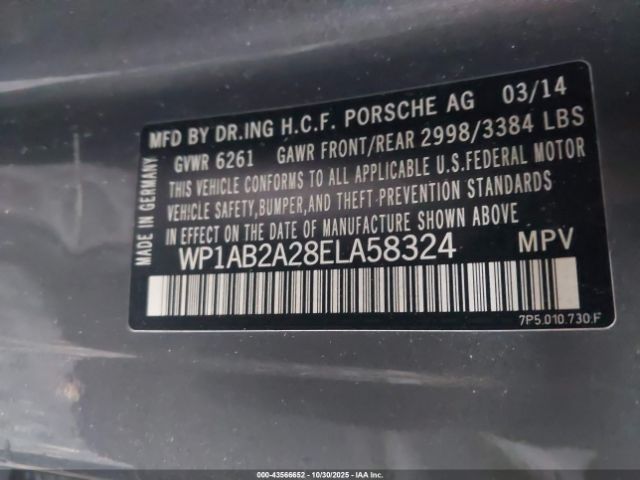 MFD BY DR.ING H.C.F. PORSCHE AG 03/14
GVWR 6261 GAWR FRONT/REAR 2998/3384 LBS
THIS VEHICLE CONFORMS TO ALL APPLICABLE U.S.FEDERAL MOTOR
VEHICLE SAFETY,BUMPER,AND THEFT PREVENTION STANDARDS
IN EFFECT ON THE DATE OF MANUFACTURE SHOWN ABOVE
WP1AB2A28ELA58324 MPV
MADE IN GERMANY
7P5.010.730.F
000-43566652 - 10/30/2025 - IAA Inc.